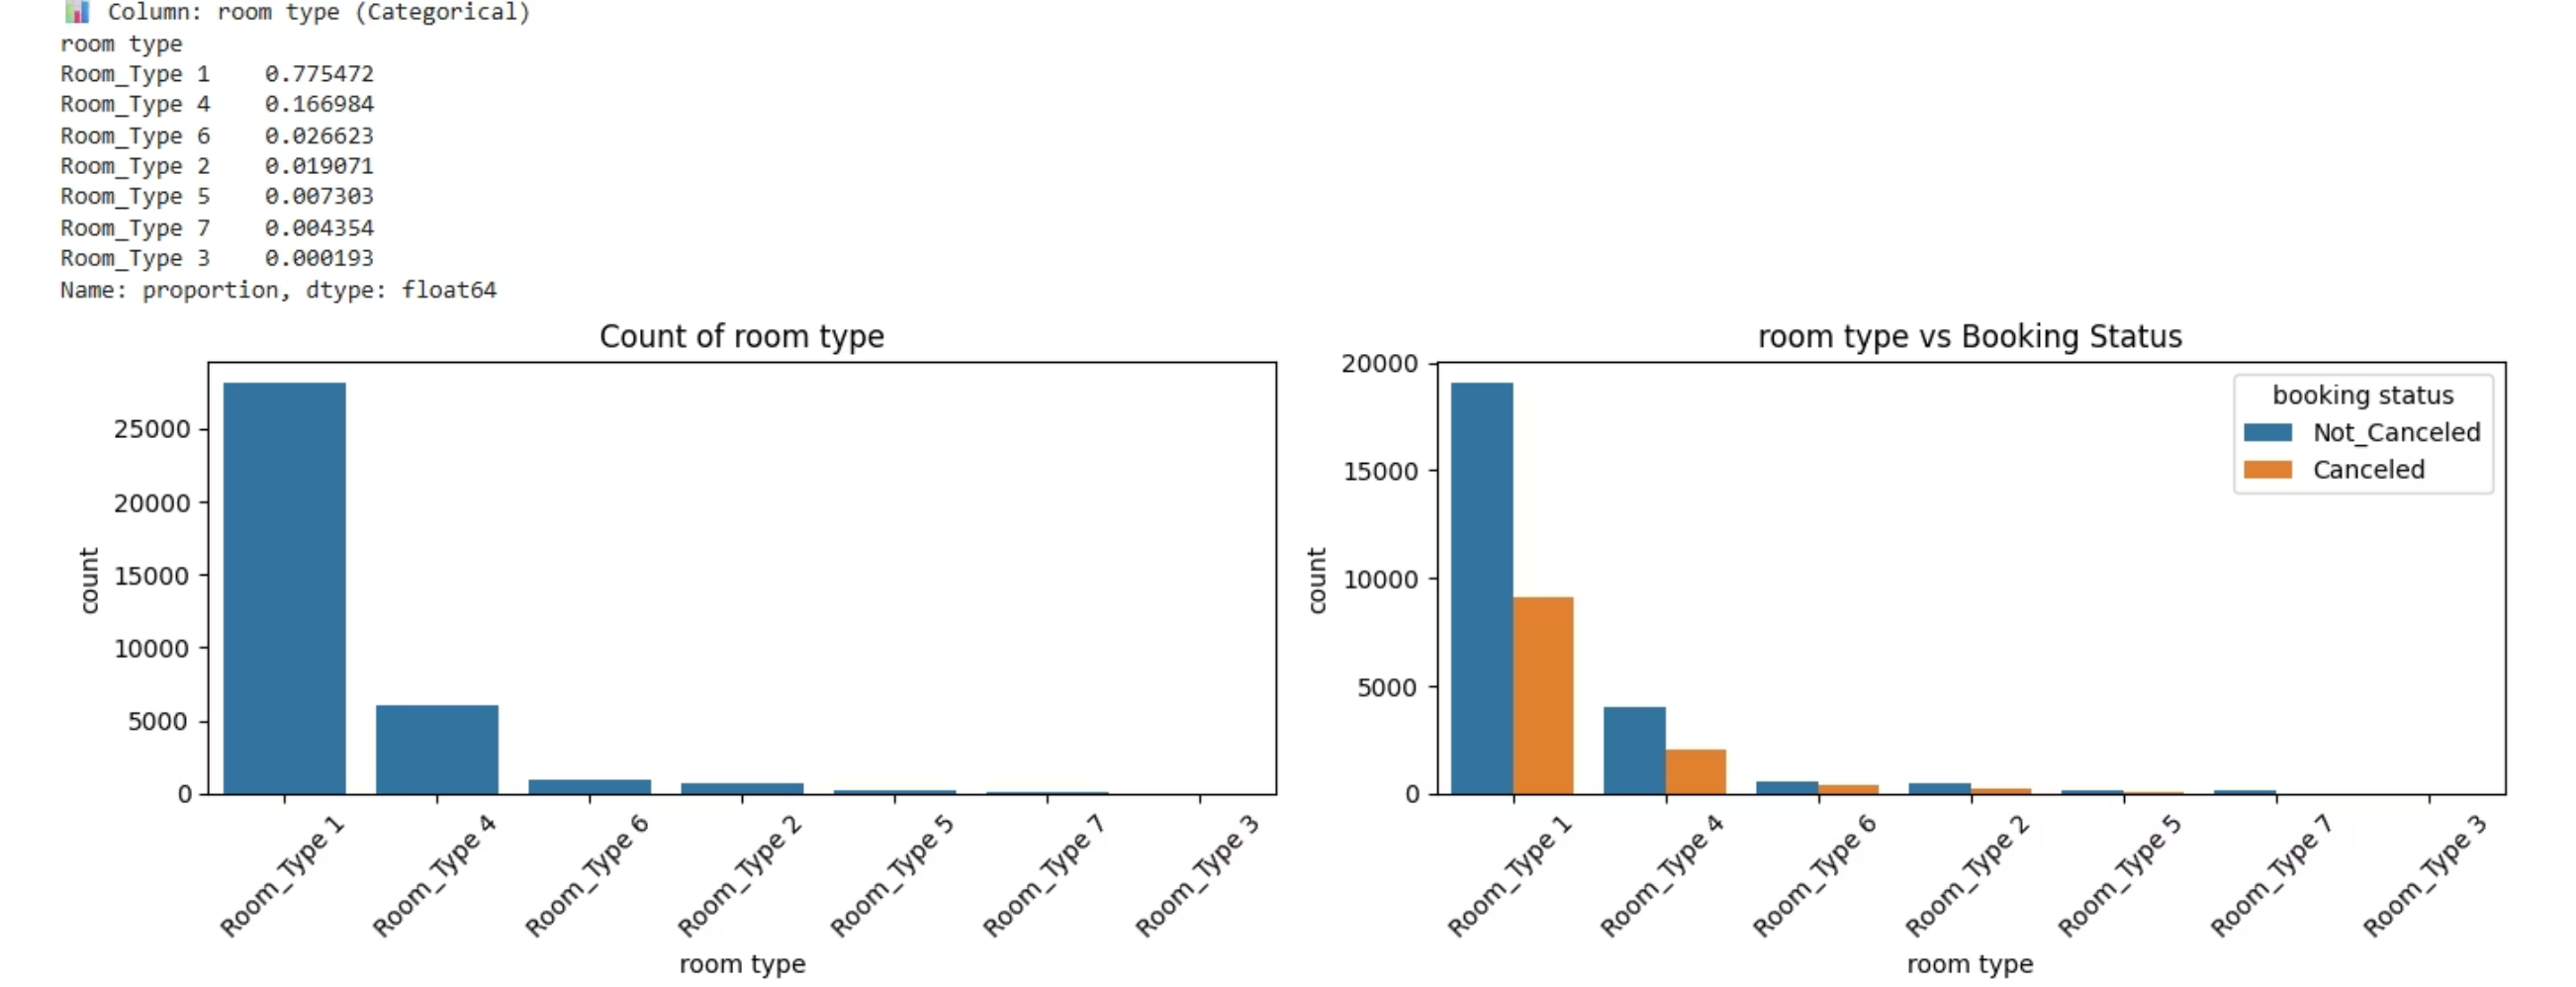 📊 Column: room type (Categorical)
room type
Room_Type 1    0.775472
Room_Type 4    0.166984
Room_Type 6    0.026623
Room_Type 2    0.019071
Room_Type 5    0.007303
Room_Type 7    0.004354
Room_Type 3    0.000193
Name: proportion, dtype: float64
Count of room type
25000
20000
15000
10000
5000
0
count
Room_Type 1
Room_Type 4
Room_Type 6
Room_Type 2
Room_Type 5
Room_Type 7
Room_Type 3
room type
room type vs Booking Status
20000
15000
10000
5000
0
count
booking status
Not_Canceled
Canceled
Room_Type 1
Room_Type 4
Room_Type 6
Room_Type 2
Room_Type 5
Room_Type 7
Room_Type 3
room type